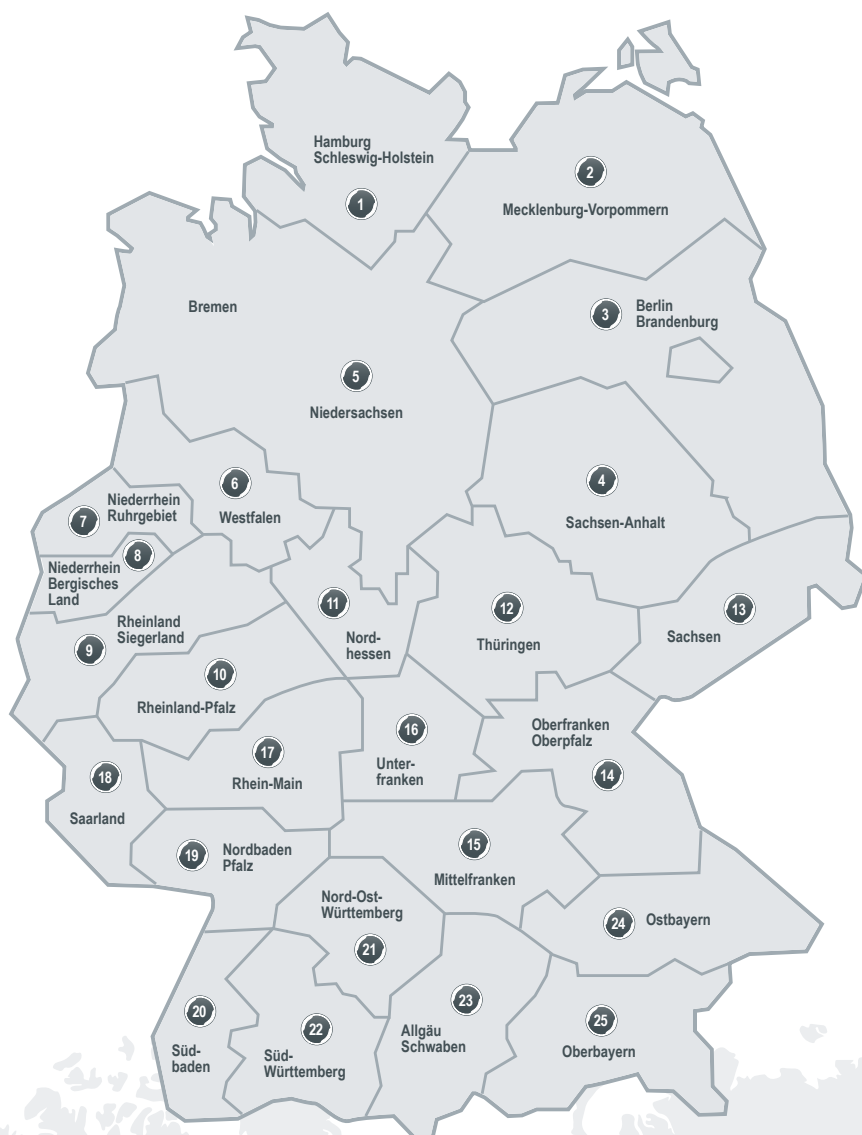 Hamburg
Schleswig-Holstein
1
2
Mecklenburg-Vorpommern
Bremen
3
Berlin
Brandenburg
5
Niedersachsen
4
Sachsen-Anhalt
6
Westfalen
7
Niederrhein
Ruhrgebiet
8
Niederrhein
Bergisches
Land
9
Rheinland
Siegerland
11
Nord-
hessen
12
Thüringen
13
Sachsen
10
Rheinland-Pfalz
16
Unter-
franken
Oberfranken
Oberpfalz
14
17
Rhein-Main
18
Saarland
19
Nordbaden
Pfalz
15
Mittelfranken
Nord-Ost-
Württemberg
21
24
Ostbayern
20
Süd-
baden
22
Süd-
Württemberg
23
Allgäu
Schwaben
25
Oberbayern